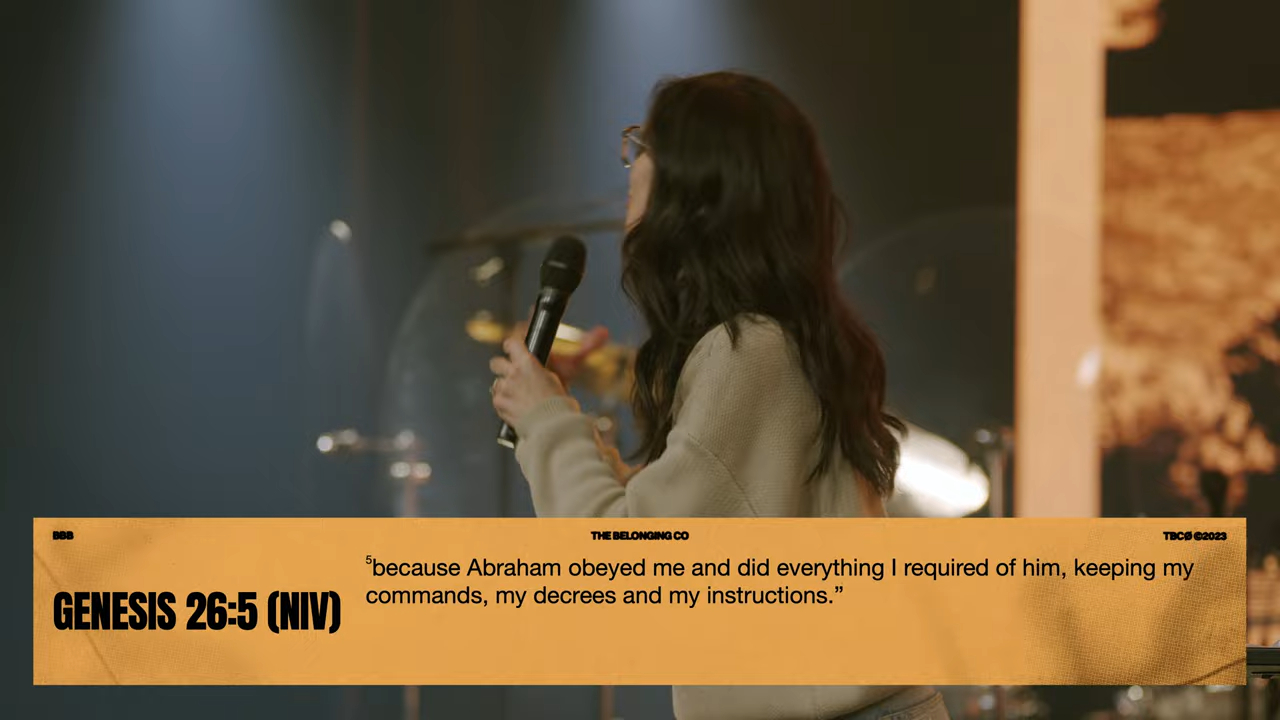 BBB
THE BELONGING CO
TBCØ ©2023
GENESIS 26:5 (NIV)
5because Abraham obeyed me and did everything I required of him, keeping my
commands, my decrees and my instructions.”